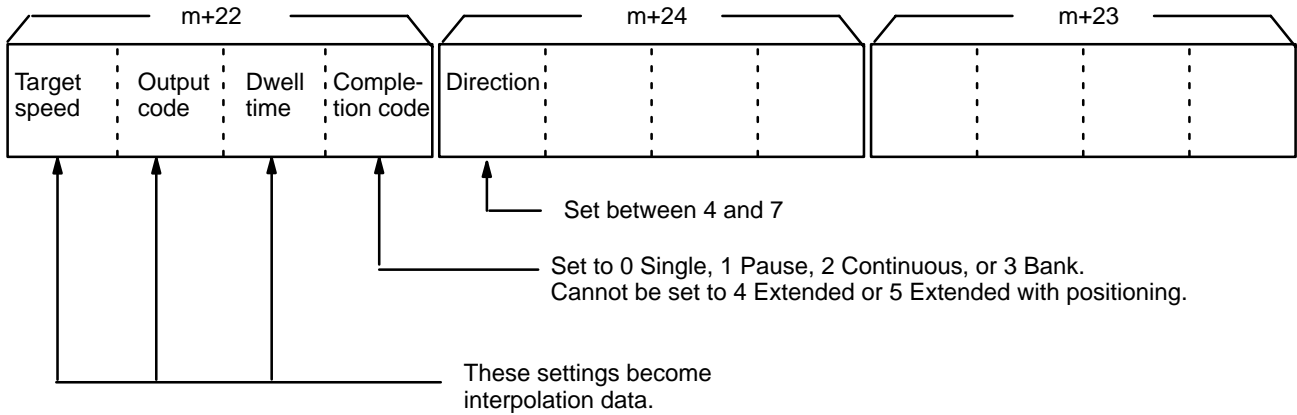 m+22 m+24 m+23
Target speed
Output code
Dwell time
Comple-
tion code
Direction
Set between 4 and 7
Set to 0 Single, 1 Pause, 2 Continuous, or 3 Bank.
Cannot be set to 4 Extended or 5 Extended with positioning.
These settings become
interpolation data.